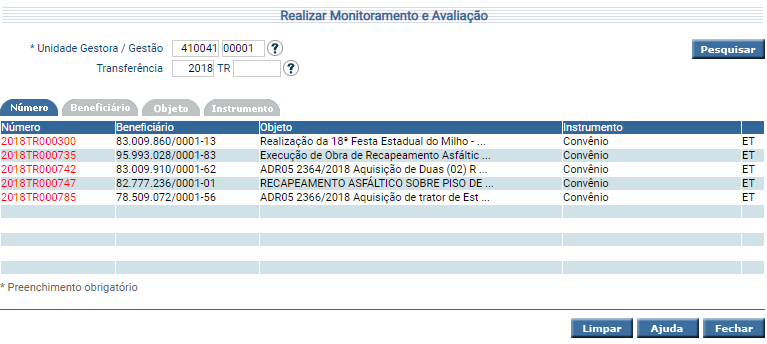 Realizar Monitoramento e Avaliação
* Unidade Gestora / Gestão 410041 00001 ? Pesquisar
Transferência 2018 TR ?
Número Beneficiário Objeto Instrumento
Número Beneficiário Objeto Instrumento
2018TR000300 83.009.860/0001-13 Realização da 18ª Festa Estadual do Milho - ... Convênio ET
2018TR000735 95.993.028/0001-83 Execução de Obra de Recapeamento Asfáltic ... Convênio ET
2018TR000742 83.009.910/0001-62 ADR05 2364/2018 Aquisição de Duas (02) R ... Convênio ET
2018TR000747 82.777.236/0001-01 RECAPEAMENTO ASFÁLTICO SOBRE PISO DE ... Convênio ET
2018TR000785 78.509.072/0001-56 ADR05 2366/2018 Aquisição de trator de Est ... Convênio ET
* Preenchimento obrigatório
Limpar Ajuda Fechar